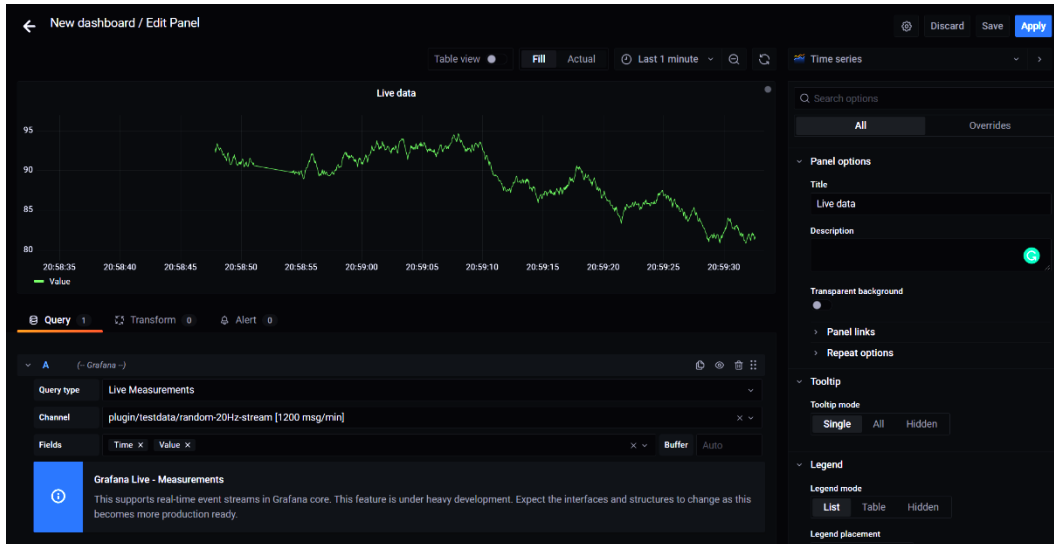 New dashboard / Edit Panel
Discard Save Apply
Table view Fill Actual Last 1 minute
Time series
Live data
95
90
85
80
20:58:35 20:58:40 20:58:45 20:58:50 20:58:55 20:59:00 20:59:05 20:59:10 20:59:15 20:59:20 20:59:25 20:59:30
Value
Query 1 Transform 0 Alert 0
A (-- Grafana --)
Query type Live Measurements
Channel plugin/testdata/random-20Hz-stream [1200 msg/min]
Fields Time × Value × Buffer Auto
Grafana Live - Measurements
This supports real-time event streams in Grafana core. This feature is under heavy development. Expect the interfaces and structures to change as this
becomes more production ready.
Search options
All Overrides
Panel options
Title
Live data
Description
Transparent background
Panel links
Repeat options
Tooltip
Tooltip mode
Single All Hidden
Legend
Legend mode
List Table Hidden
Legend placement